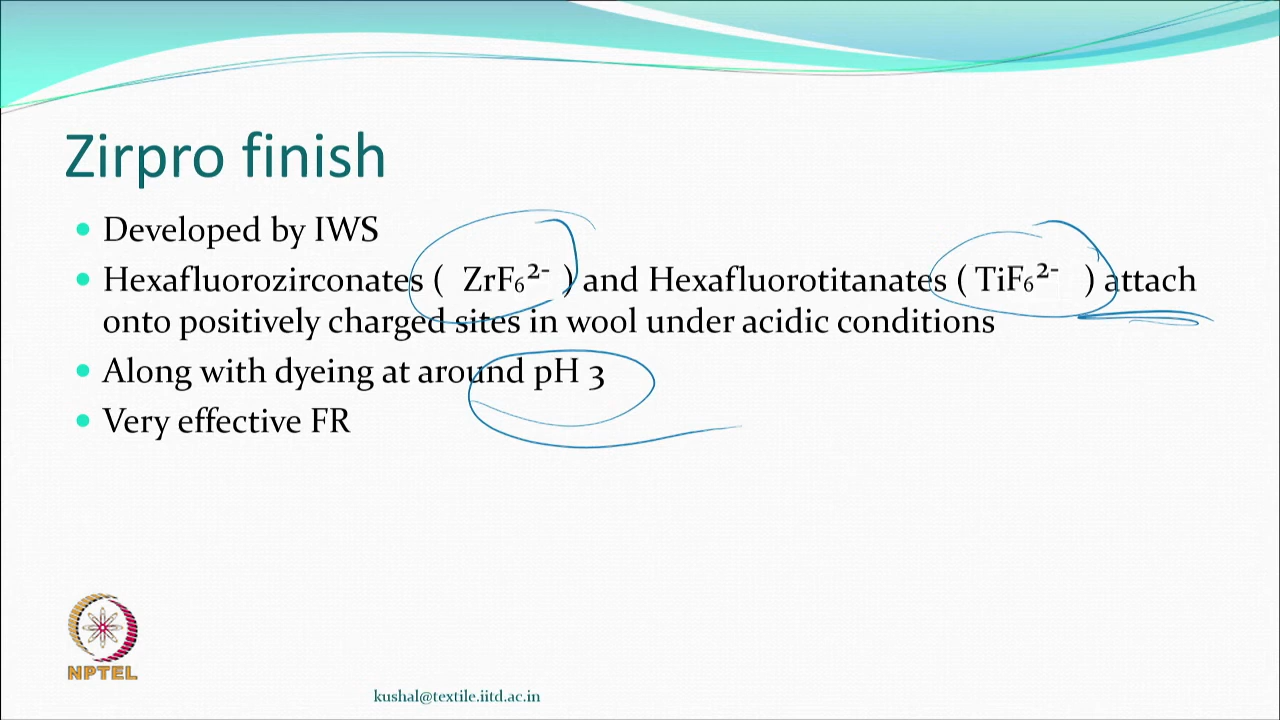 Zirpro finish
Developed by IWS
Hexafluorozirconates ( ZrF₆²⁻ ) and Hexafluorotitanates ( TiF₆²⁻ ) attach
onto positively charged sites in wool under acidic conditions
Along with dyeing at around pH 3
Very effective FR
NPTEL
kushal@textile.iitd.ac.in